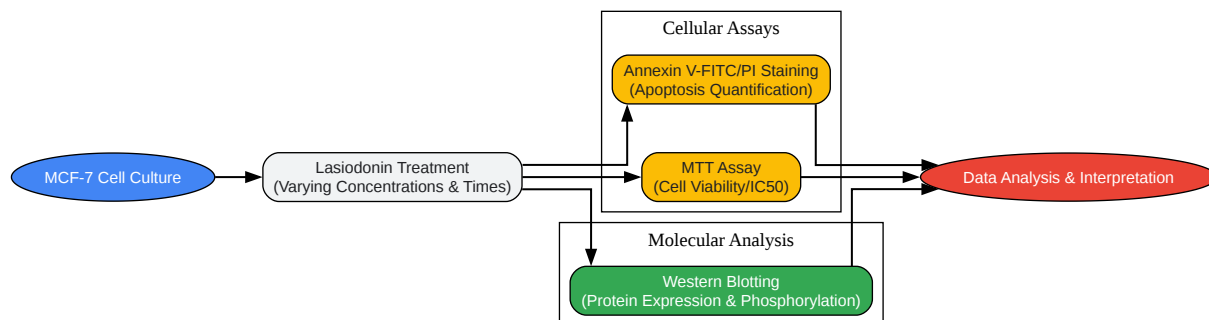 Cellular Assays
Annexin V-FITC/PI Staining
(Apoptosis Quantification)
MCF-7 Cell Culture
Lasiodonin Treatment
(Varying Concentrations & Times)
MTT Assay
(Cell Viability/IC50)
Data Analysis & Interpretation
Molecular Analysis
Western Blotting
(Protein Expression & Phosphorylation)